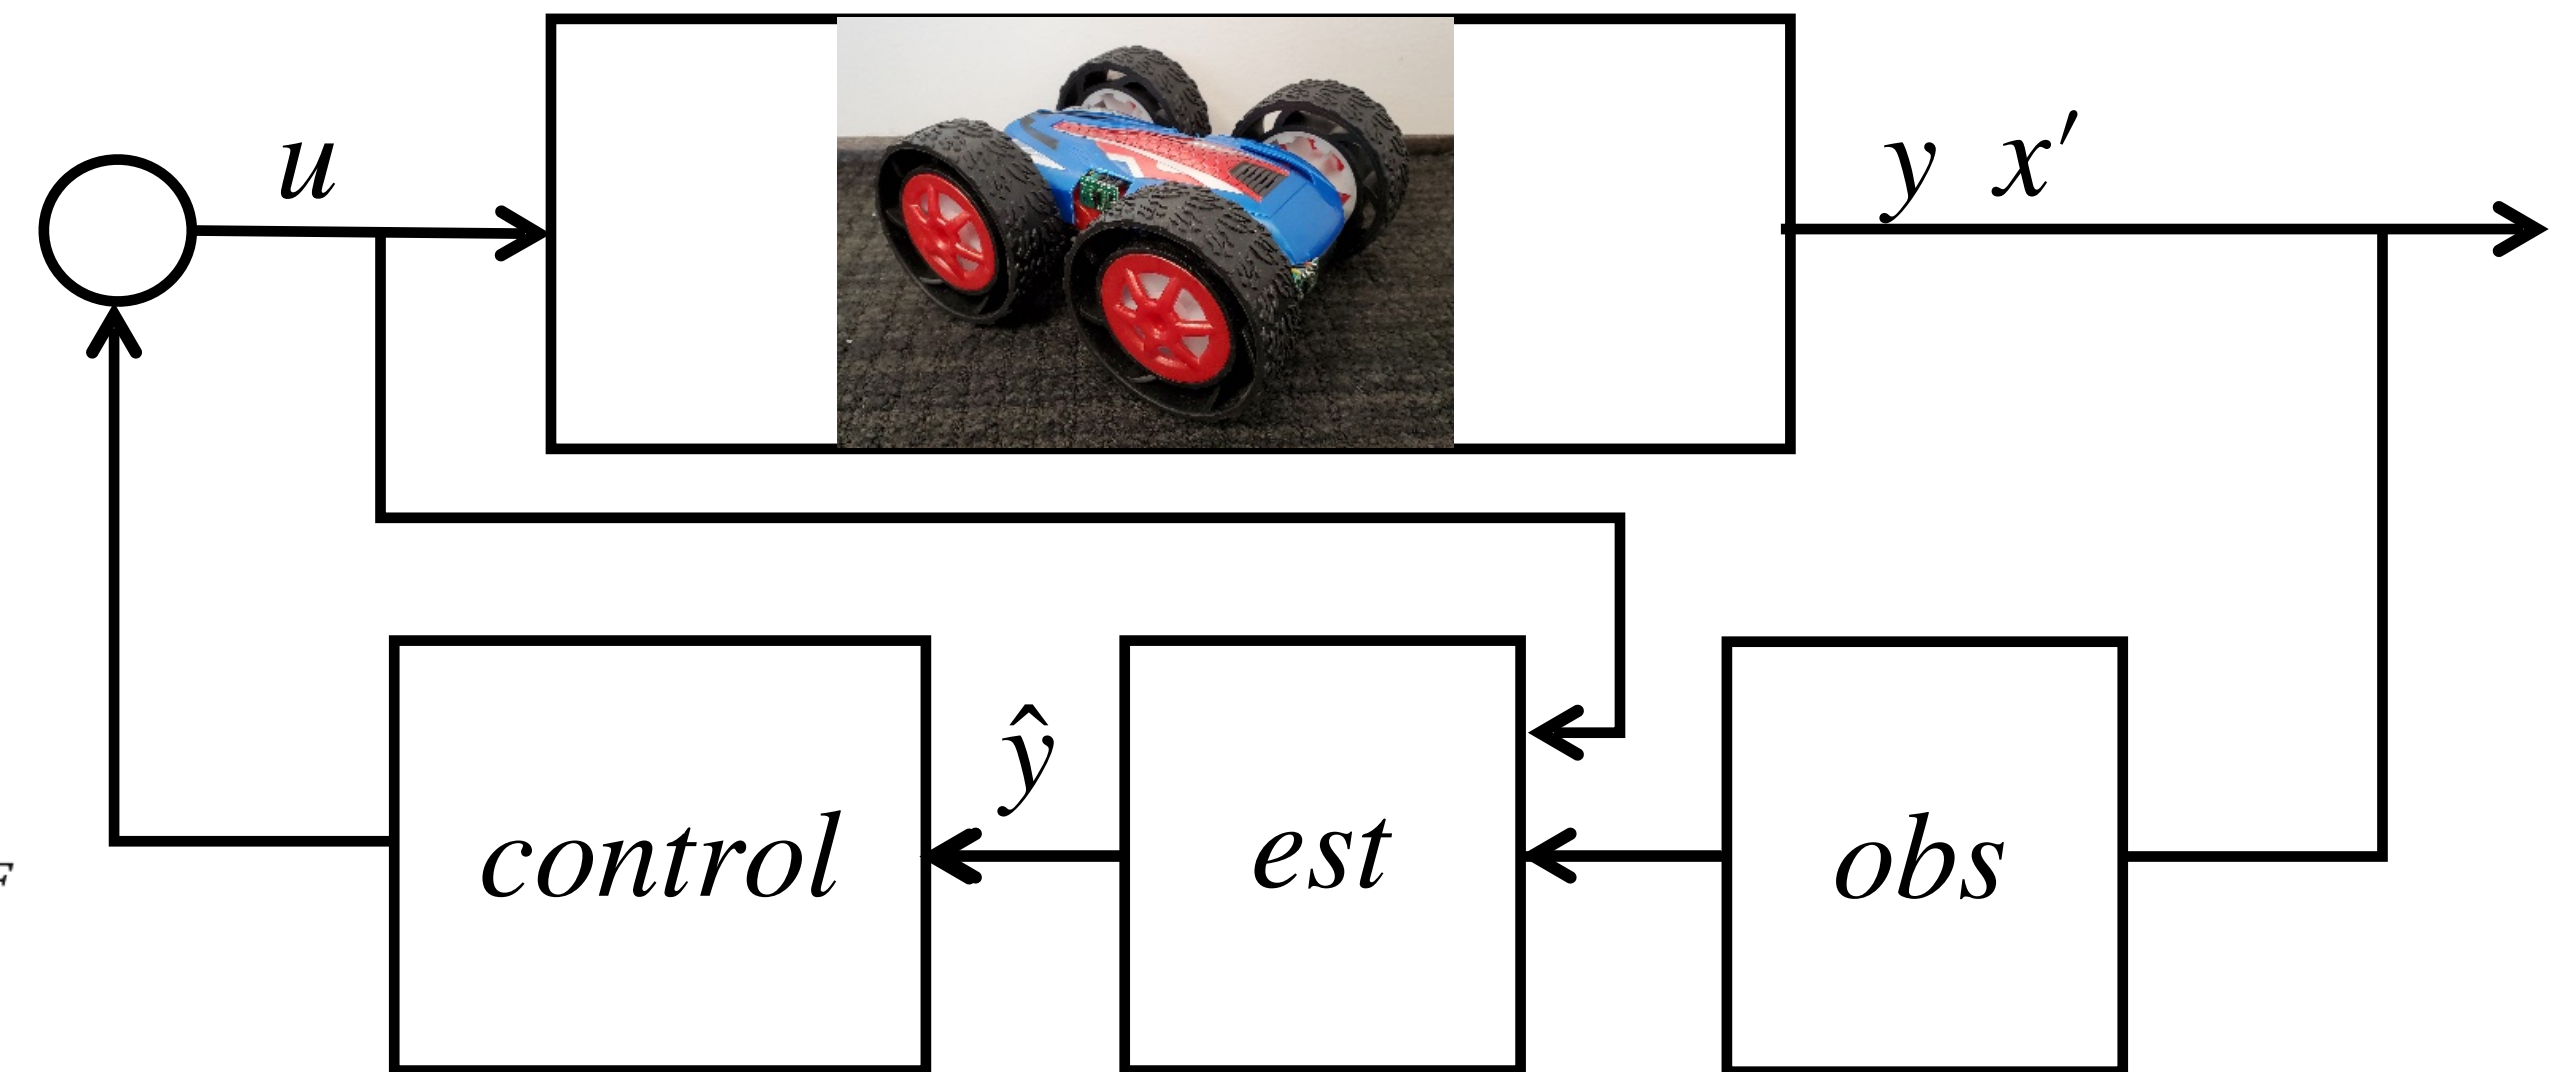 u
y x′
ŷ
control est obs